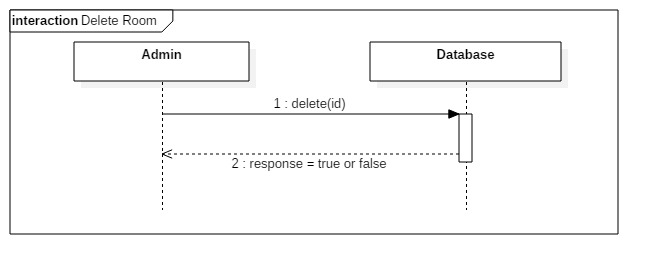 interaction Delete Room
Admin
Database
1 : delete(id)
2 : response = true or false